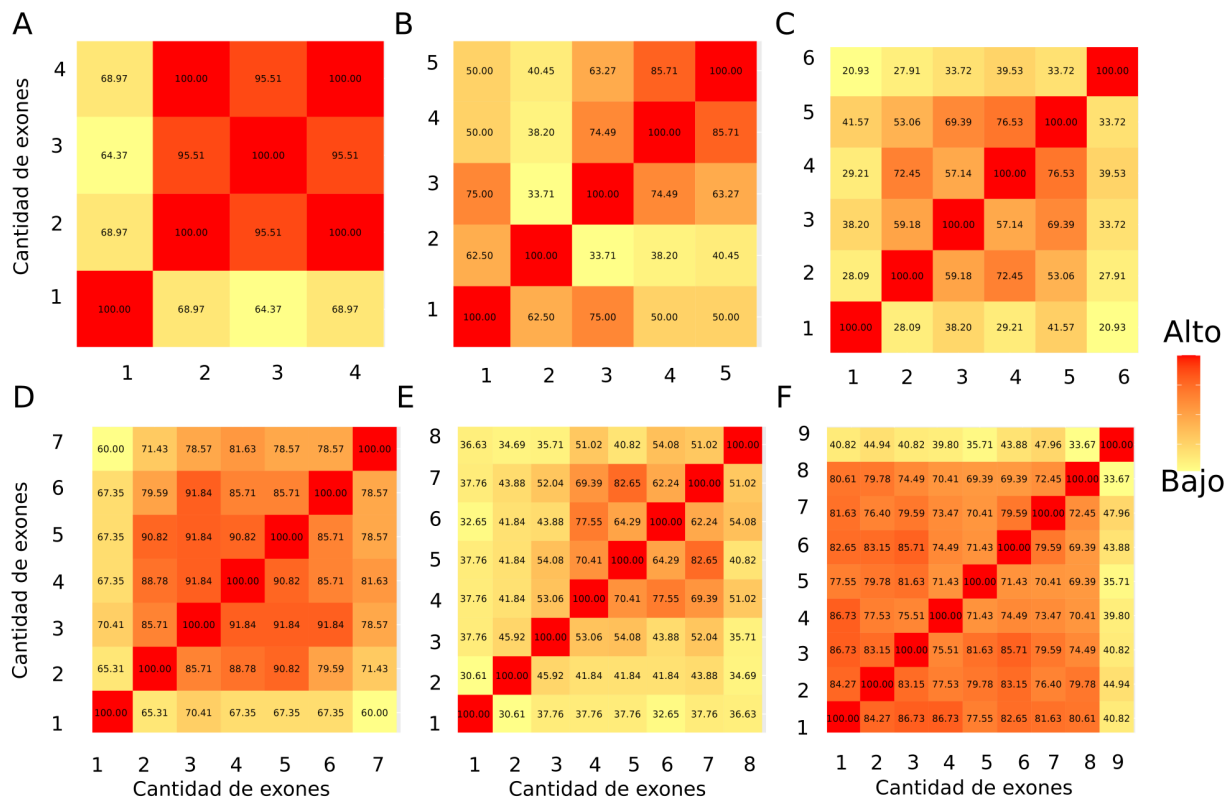 A
B
C
Cantidad de exones
4 68.97 100.00 95.51 100.00
3 64.37 95.51 100.00 95.51
2 68.97 100.00 95.51 100.00
1 100.00 68.97 64.37 68.97
1 2 3 4
5 50.00 40.45 63.27 85.71 100.00
4 50.00 38.20 74.49 100.00 85.71
3 75.00 33.71 100.00 74.49 63.27
2 62.50 100.00 33.71 38.20 40.45
1 100.00 62.50 75.00 50.00 50.00
1 2 3 4 5
6 20.93 27.91 33.72 39.53 33.72 100.00
5 41.57 53.06 69.39 76.53 100.00 33.72
4 29.21 72.45 57.14 100.00 76.53 39.53
3 38.20 59.18 100.00 57.14 69.39 33.72
2 28.09 100.00 59.18 72.45 53.06 27.91
1 100.00 28.09 38.20 29.21 41.57 20.93
1 2 3 4 5 6
Alto
Bajo
D
E
F
Cantidad de exones
7 60.00 71.43 78.57 81.63 78.57 78.57 100.00
6 67.35 79.59 91.84 85.71 85.71 100.00 78.57
5 67.35 90.82 91.84 90.82 100.00 85.71 78.57
4 67.35 88.78 91.84 100.00 90.82 85.71 81.63
3 70.41 85.71 100.00 91.84 91.84 91.84 78.57
2 65.31 100.00 85.71 88.78 90.82 79.59 71.43
1 100.00 65.31 70.41 67.35 67.35 67.35 60.00
1 2 3 4 5 6 7
Cantidad de exones
8 36.63 34.69 35.71 51.02 40.82 54.08 51.02 100.00
7 37.76 43.88 52.04 69.39 82.65 62.24 100.00 51.02
6 32.65 41.84 43.88 77.55 64.29 100.00 62.24 54.08
5 37.76 41.84 54.08 70.41 100.00 64.29 82.65 40.82
4 37.76 41.84 53.06 100.00 70.41 77.55 69.39 51.02
3 37.76 45.92 100.00 53.06 54.08 43.88 52.04 35.71
2 30.61 100.00 45.92 41.84 41.84 41.84 43.88 34.69
1 100.00 30.61 37.76 37.76 37.76 32.65 37.76 36.63
1 2 3 4 5 6 7 8
9 40.82 44.94 40.82 39.80 35.71 43.88 47.96 33.67 100.00
8 80.61 79.78 74.49 70.41 69.39 69.39 72.45 100.00 33.67
7 81.63 76.40 79.59 73.47 70.41 79.59 100.00 72.45 47.96
6 82.65 83.15 85.71 74.49 71.43 100.00 79.59 69.39 43.88
5 77.55 79.78 81.63 71.43 100.00 71.43 70.41 69.39 35.71
4 86.73 77.53 75.51 100.00 71.43 74.49 73.47 70.41 39.80
3 86.73 83.15 100.00 75.51 81.63 85.71 79.59 74.49 40.82
2 84.27 100.00 83.15 77.53 79.78 83.15 76.40 79.78 44.94
1 100.00 84.27 86.73 86.73 77.55 82.65 81.63 80.61 40.82
1 2 3 4 5 6 7 8 9
Cantidad de exones